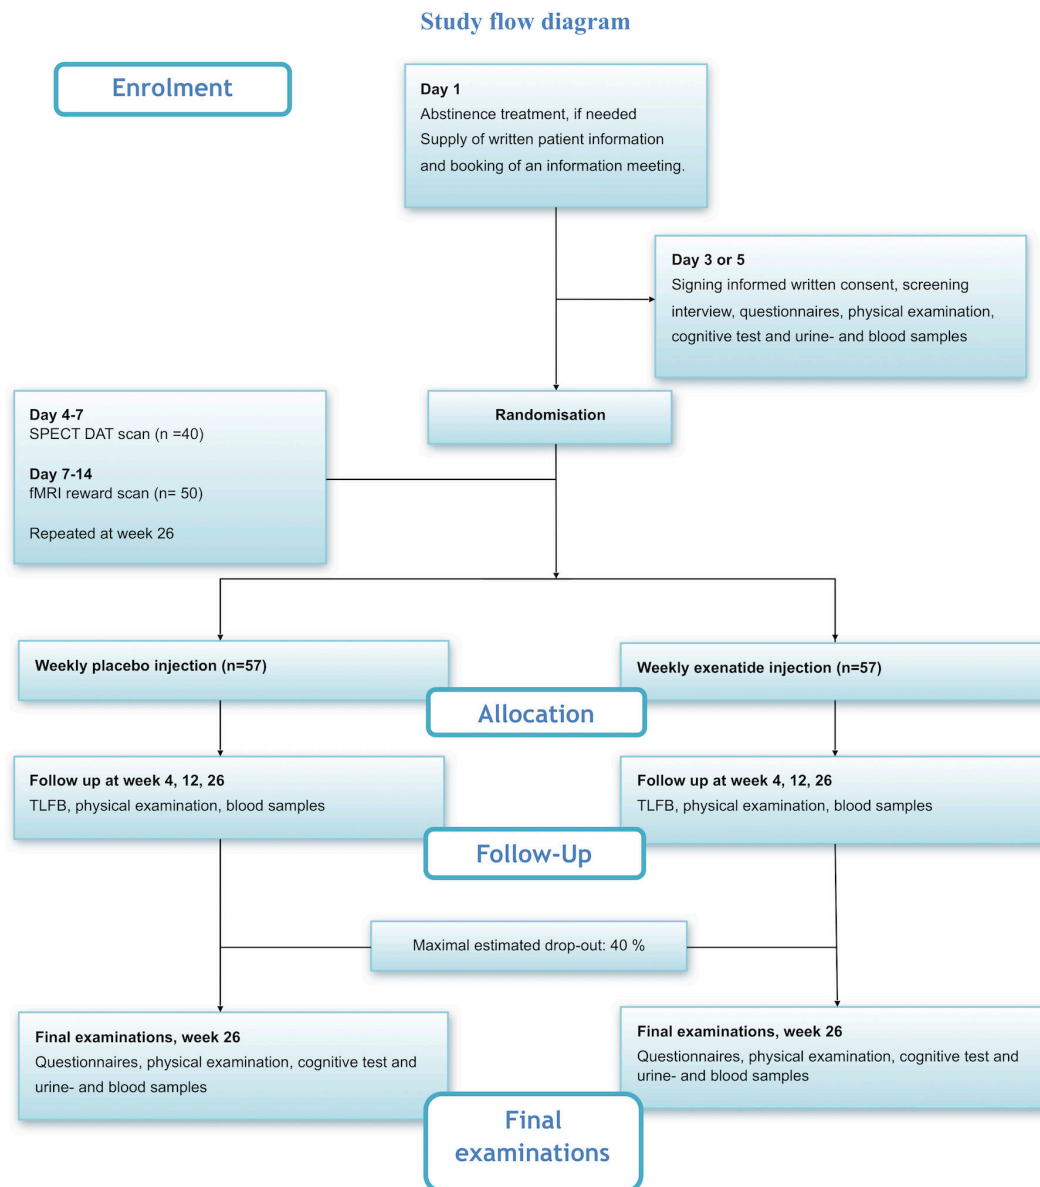 Study flow diagram
Enrolment
Day 1
Abstinence treatment, if needed
Supply of written patient information
and booking of an information meeting.
Day 3 or 5
Signing informed written consent, screening
interview, questionnaires, physical examination,
cognitive test and urine- and blood samples
Randomisation
Day 4-7
SPECT DAT scan (n =40)
Day 7-14
fMRI reward scan (n= 50)
Repeated at week 26
Weekly placebo injection (n=57)
Weekly exenatide injection (n=57)
Allocation
Follow up at week 4, 12, 26
TLFB, physical examination, blood samples
Follow up at week 4, 12, 26
TLFB, physical examination, blood samples
Follow-Up
Maximal estimated drop-out: 40 %
Final examinations, week 26
Questionnaires, physical examination, cognitive test and
urine- and blood samples
Final examinations, week 26
Questionnaires, physical examination, cognitive test and
urine- and blood samples
Final
examinations